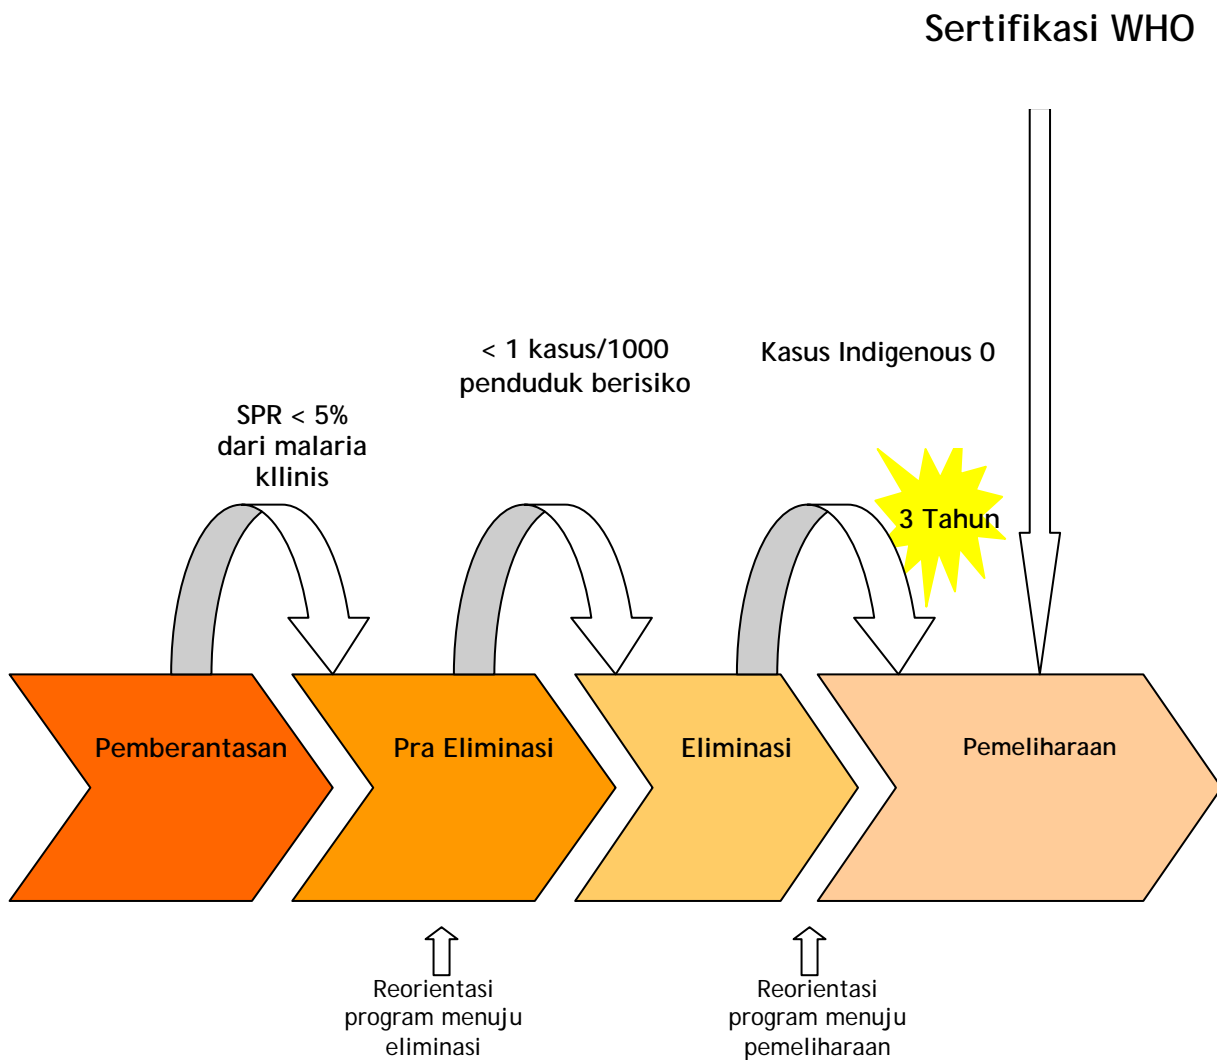 Sertifikasi WHO
< 1 kasus/1000
penduduk berisiko
Kasus Indigenous 0
SPR < 5%
dari malaria
kllinis
3 Tahun
Pemberantasan
Pra Eliminasi
Eliminasi
Pemeliharaan
Reorientasi
program menuju
eliminasi
Reorientasi
program menuju
pemeliharaan